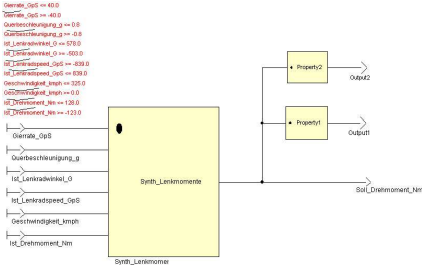 Gierrate_GpS <= 40.0
Gierrate_GpS >= -40.0
Querbeschleunigung_g <= 0.8
Querbeschleunigung_g >= -0.8
Ist_Lenkradwinkel_G <= 578.0
Ist_Lenkradwinkel_G >= -503.0
Ist_Lenkradspeed_GpS >= -839.0
Ist_Lenkradspeed_GpS <= 839.0
Geschwindigkeit_kmph <= 325.0
Geschwindigkeit_kmph >= 0.0
Ist_Drehmoment_Nm <= 128.0
Ist_Drehmoment_Nm >= -123.0
Property2
Output2
Property1
Output1
Gierrate_GpS
Querbeschleunigung_g
Ist_Lenkradwinkel_G
Ist_Lenkradspeed_GpS
Geschwindigkeit_kmph
Ist_Drehmoment_Nm
Synth_Lenkmomente
Soll_Drehmoment_Nm
Synth_Lenkmomer